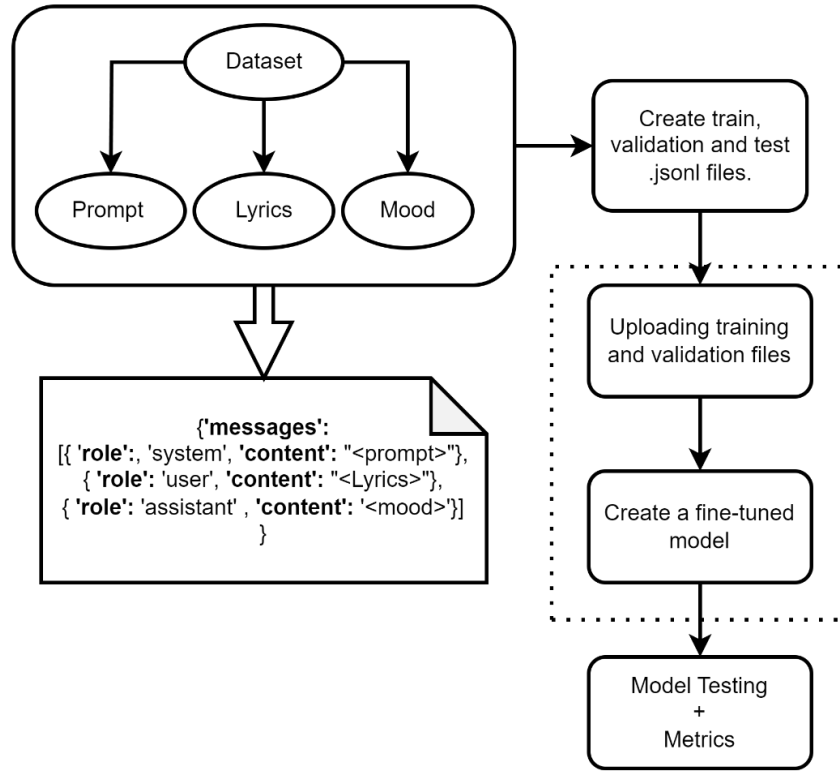 Dataset
Prompt
Lyrics
Mood
{'messages':
[{ 'role':, 'system', 'content': "<prompt>"},
{ 'role': 'user', 'content': "<Lyrics>"},
{ 'role': 'assistant' , 'content': '<mood>'}]
}
Create train,
validation and test
.jsonl files.
Uploading training
and validation files
Create a fine-tuned
model
Model Testing
+
Metrics